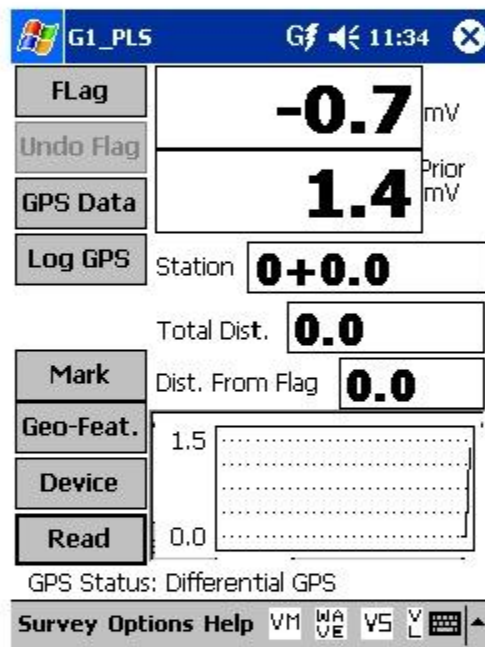 G1_PLS G 11:34
FLag
-0.7 mV
Undo Flag
1.4 Prior mV
GPS Data
Log GPS
Station 0+0.0
Total Dist. 0.0
Mark
Dist. From Flag 0.0
Geo-Feat.
1.5
Device
Read
0.0
GPS Status: Differential GPS
Survey Options Help VM WAVE VS VL